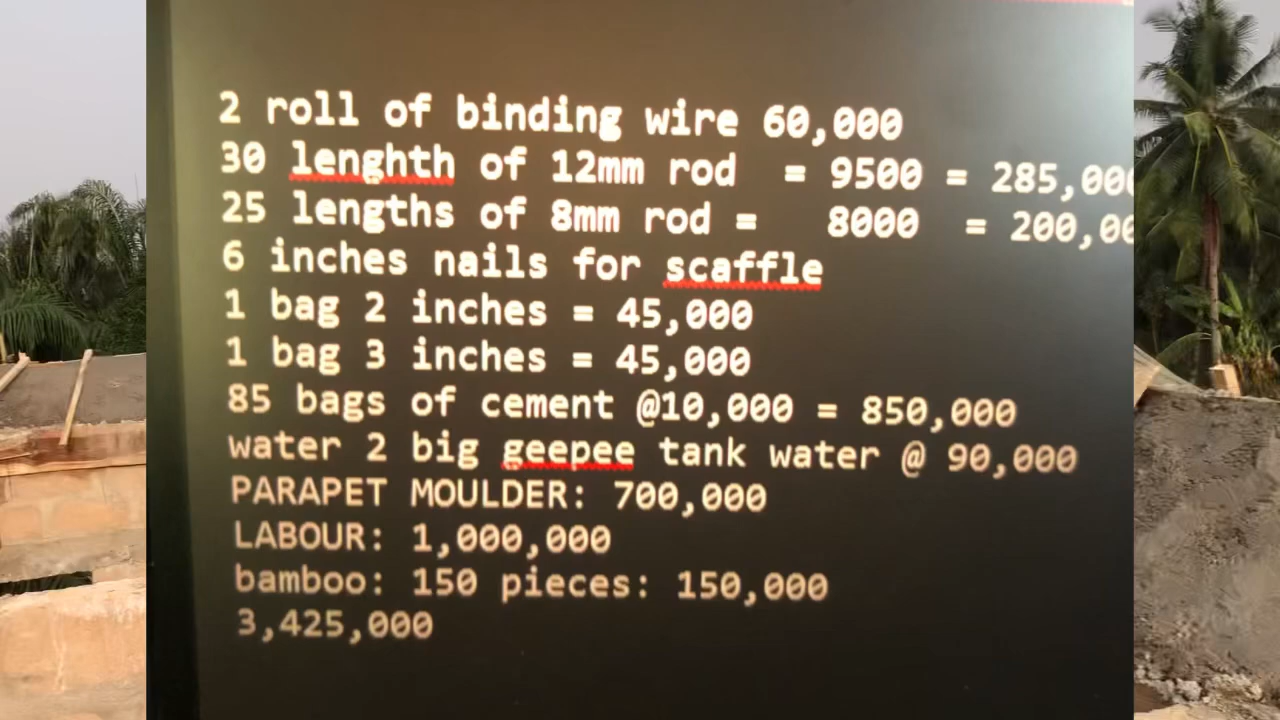 2 roll of binding wire 60,000
30 lenghth of 12mm rod = 9500 = 285,000
25 lengths of 8mm rod = 8000 = 200,00
6 inches nails for scaffle
1 bag 2 inches = 45,000
1 bag 3 inches = 45,000
85 bags of cement @10,000 = 850,000
water 2 big geepee tank water @ 90,000
PARAPET MOULDER: 700,000
LABOUR: 1,000,000
bamboo: 150 pieces: 150,000
3,425,000